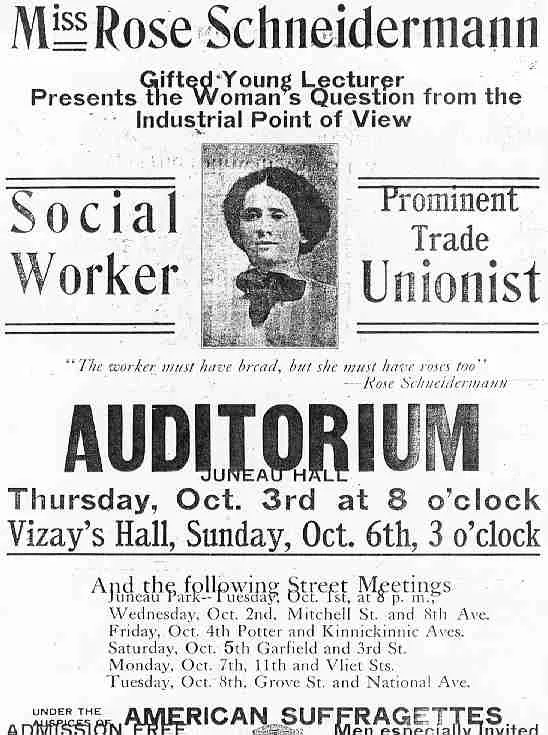 Miss Rose Schneidermann
Gifted Young Lecturer
Presents the Woman's Question from the
Industrial Point of View
Social
Worker
Prominent
Trade
Unionist
"The worker must have bread, but she must have roses too"
—Rose Schneidermann
AUDITORIUM
JUNEAU HALL
Thursday, Oct. 3rd at 8 o'clock
Vizay's Hall, Sunday, Oct. 6th, 3 o'clock
And the following Street Meetings
Juneau Park--Tuesday, Oct. 1st, at 8 p. m.,
Wednesday, Oct. 2nd, Mitchell St. and 8th Ave.
Friday, Oct. 4th Potter and Kinnickinnic Aves.
Saturday, Oct. 5th Garfield and 3rd St.
Monday, Oct. 7th, 11th and Vliet Sts.
Tuesday, Oct. 8th, Grove St. and National Ave.
UNDER THE
AUSPICES OF AMERICAN SUFFRAGETTES
ADMISSION FREE Men especially Invited